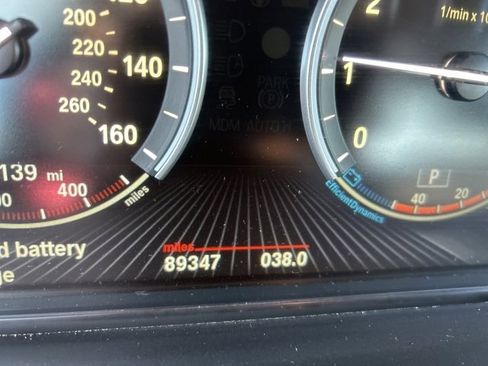 2
1/min x 10
200
220
140
240
PARK
1
260
(P)
MDM AUTO H
160
0
139 mi
P
400
miles
40 20
EfficientDynamics
d battery
miles
ge
89347 038.0